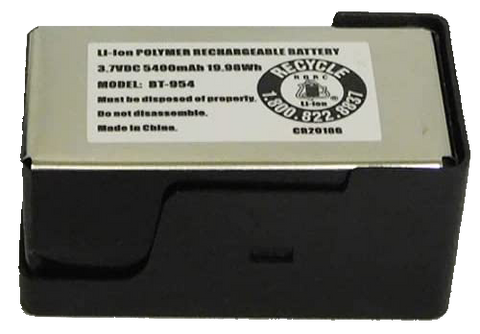 LI-Ion POLYMER RECHARGEABLE BATTERY
3.7VDC 5400mAh 19.98Wh
MODEL: BT-954
Must be disposed of properly.
Do not disassemble.
Made in China.
RECYCLE
RBRC
Li-ion
1.800.822.8837
CB2918G